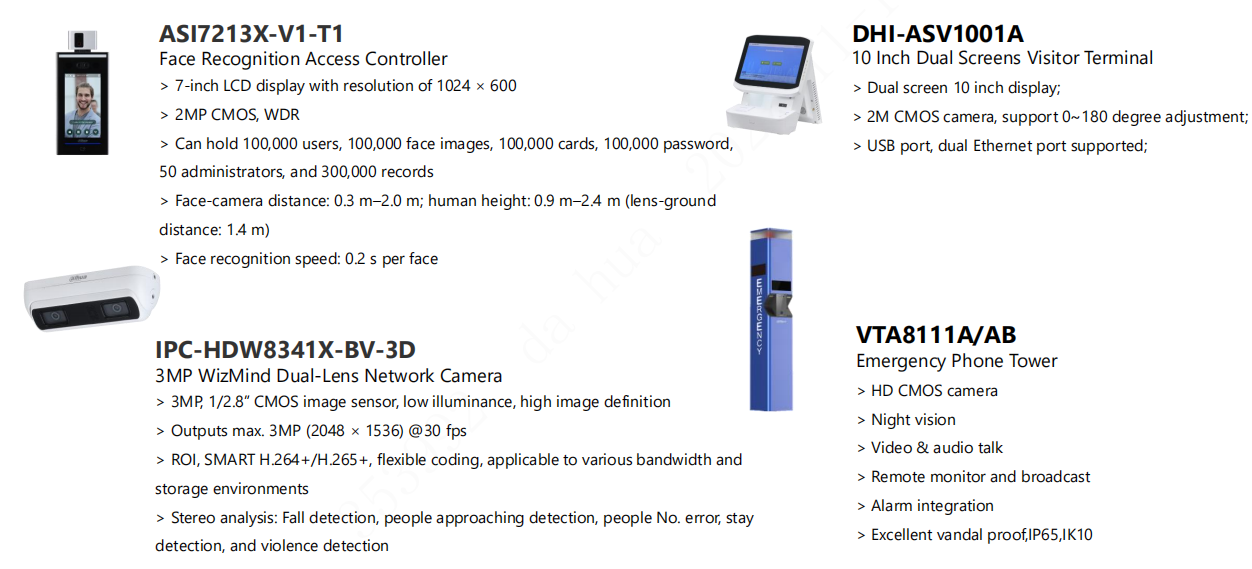 ASI7213X-V1-T1
Face Recognition Access Controller
> 7-inch LCD display with resolution of 1024 × 600
> 2MP CMOS, WDR
> Can hold 100,000 users, 100,000 face images, 100,000 cards, 100,000 password,
50 administrators, and 300,000 records
> Face-camera distance: 0.3 m–2.0 m; human height: 0.9 m–2.4 m (lens-ground
distance: 1.4 m)
> Face recognition speed: 0.2 s per face
alhua
IPC-HDW8341X-BV-3D
3MP WizMind Dual-Lens Network Camera
> 3MP, 1/2.8” CMOS image sensor, low illuminance, high image definition
> Outputs max. 3MP (2048 × 1536) @30 fps
> ROI, SMART H.264+/H.265+, flexible coding, applicable to various bandwidth and
storage environments
> Stereo analysis: Fall detection, people approaching detection, people No. error, stay
detection, and violence detection
DHI-ASV1001A
10 Inch Dual Screens Visitor Terminal
> Dual screen 10 inch display;
> 2M CMOS camera, support 0~180 degree adjustment;
> USB port, dual Ethernet port supported;
EMERGENCY
VTA8111A/AB
Emergency Phone Tower
> HD CMOS camera
> Night vision
> Video & audio talk
> Remote monitor and broadcast
> Alarm integration
> Excellent vandal proof,IP65,IK10
da hua